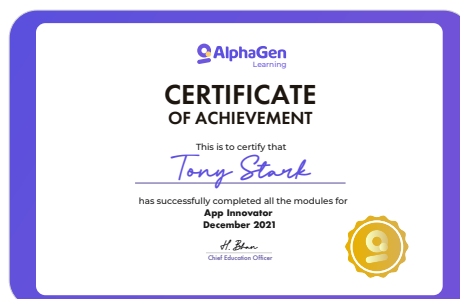 AlphaGen
Learning
CERTIFICATE
OF ACHIEVEMENT
This is to certify that
Tony Stark
has successfully completed all the modules for
App Innovator
December 2021
H. Bhan
Chief Education Officer